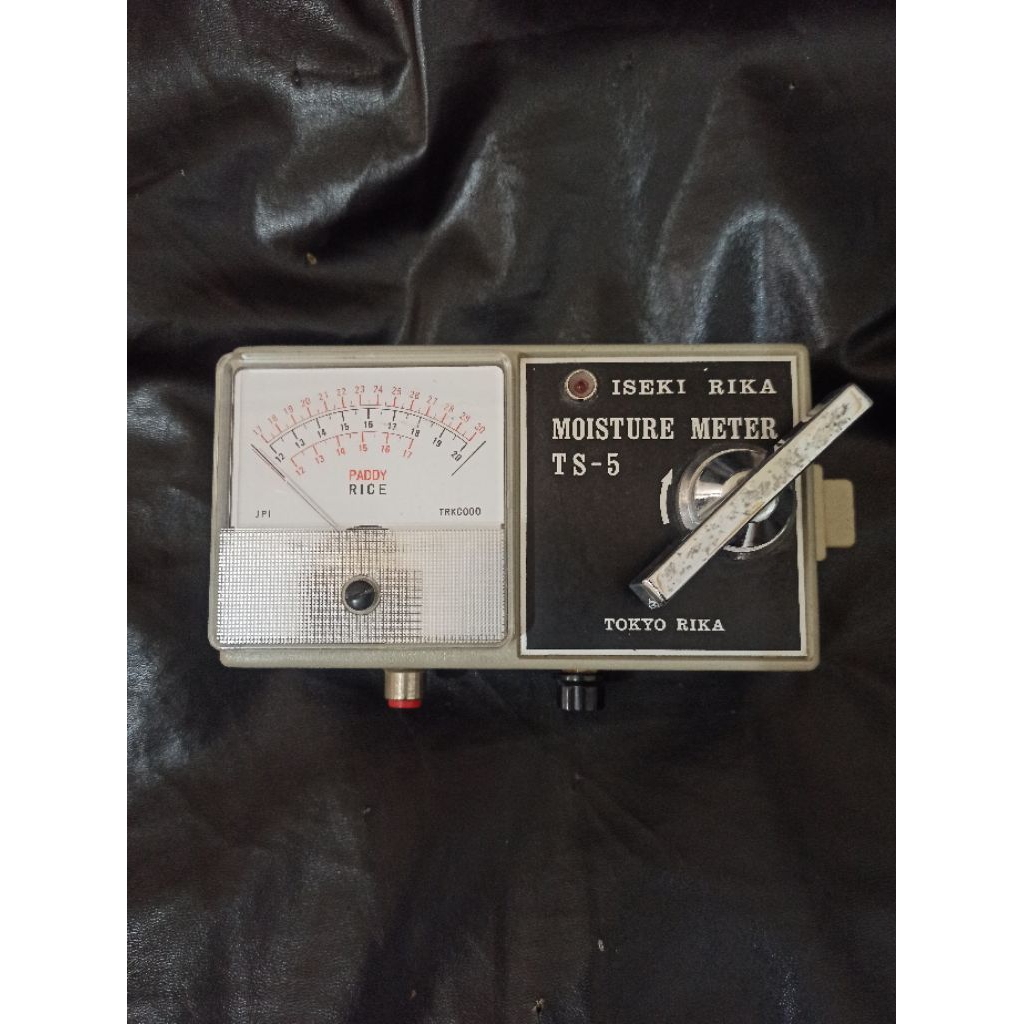 17 18 19 20 21 22 23 24 25 26 27 28 29 30
12 13 14 15 16 17 18 19 20
12 13 14 15 16 17
PADDY
RICE
JPI
TRKC000
ISEKI RIKA
MOISTURE METER
TS-5
TOKYO RIKA